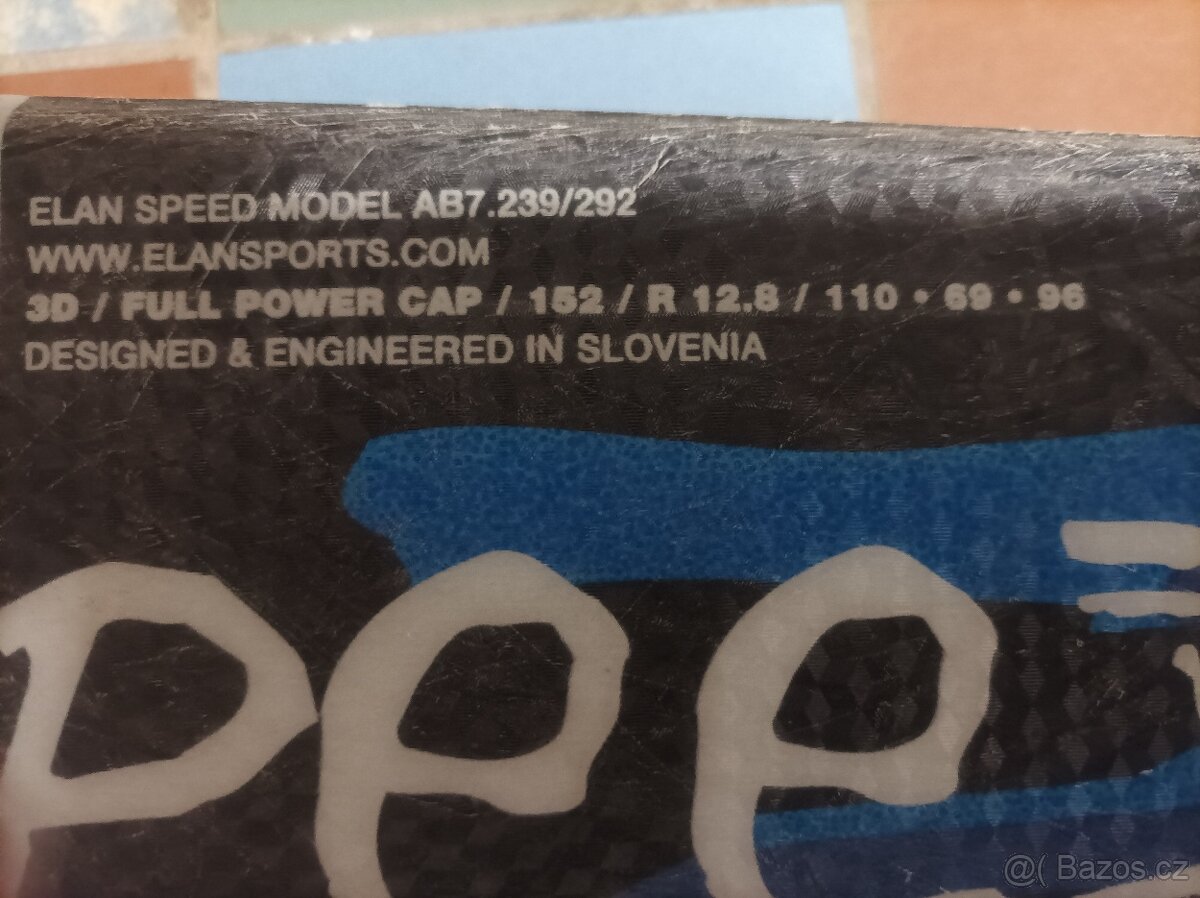 ELAN SPEED MODEL AB7.239/292
WWW.ELANSPORTS.COM
3D / FULL POWER CAP / 152 / R 12.8 / 110 • 69 • 96
DESIGNED & ENGINEERED IN SLOVENIA
pee
@( Bazos.cz